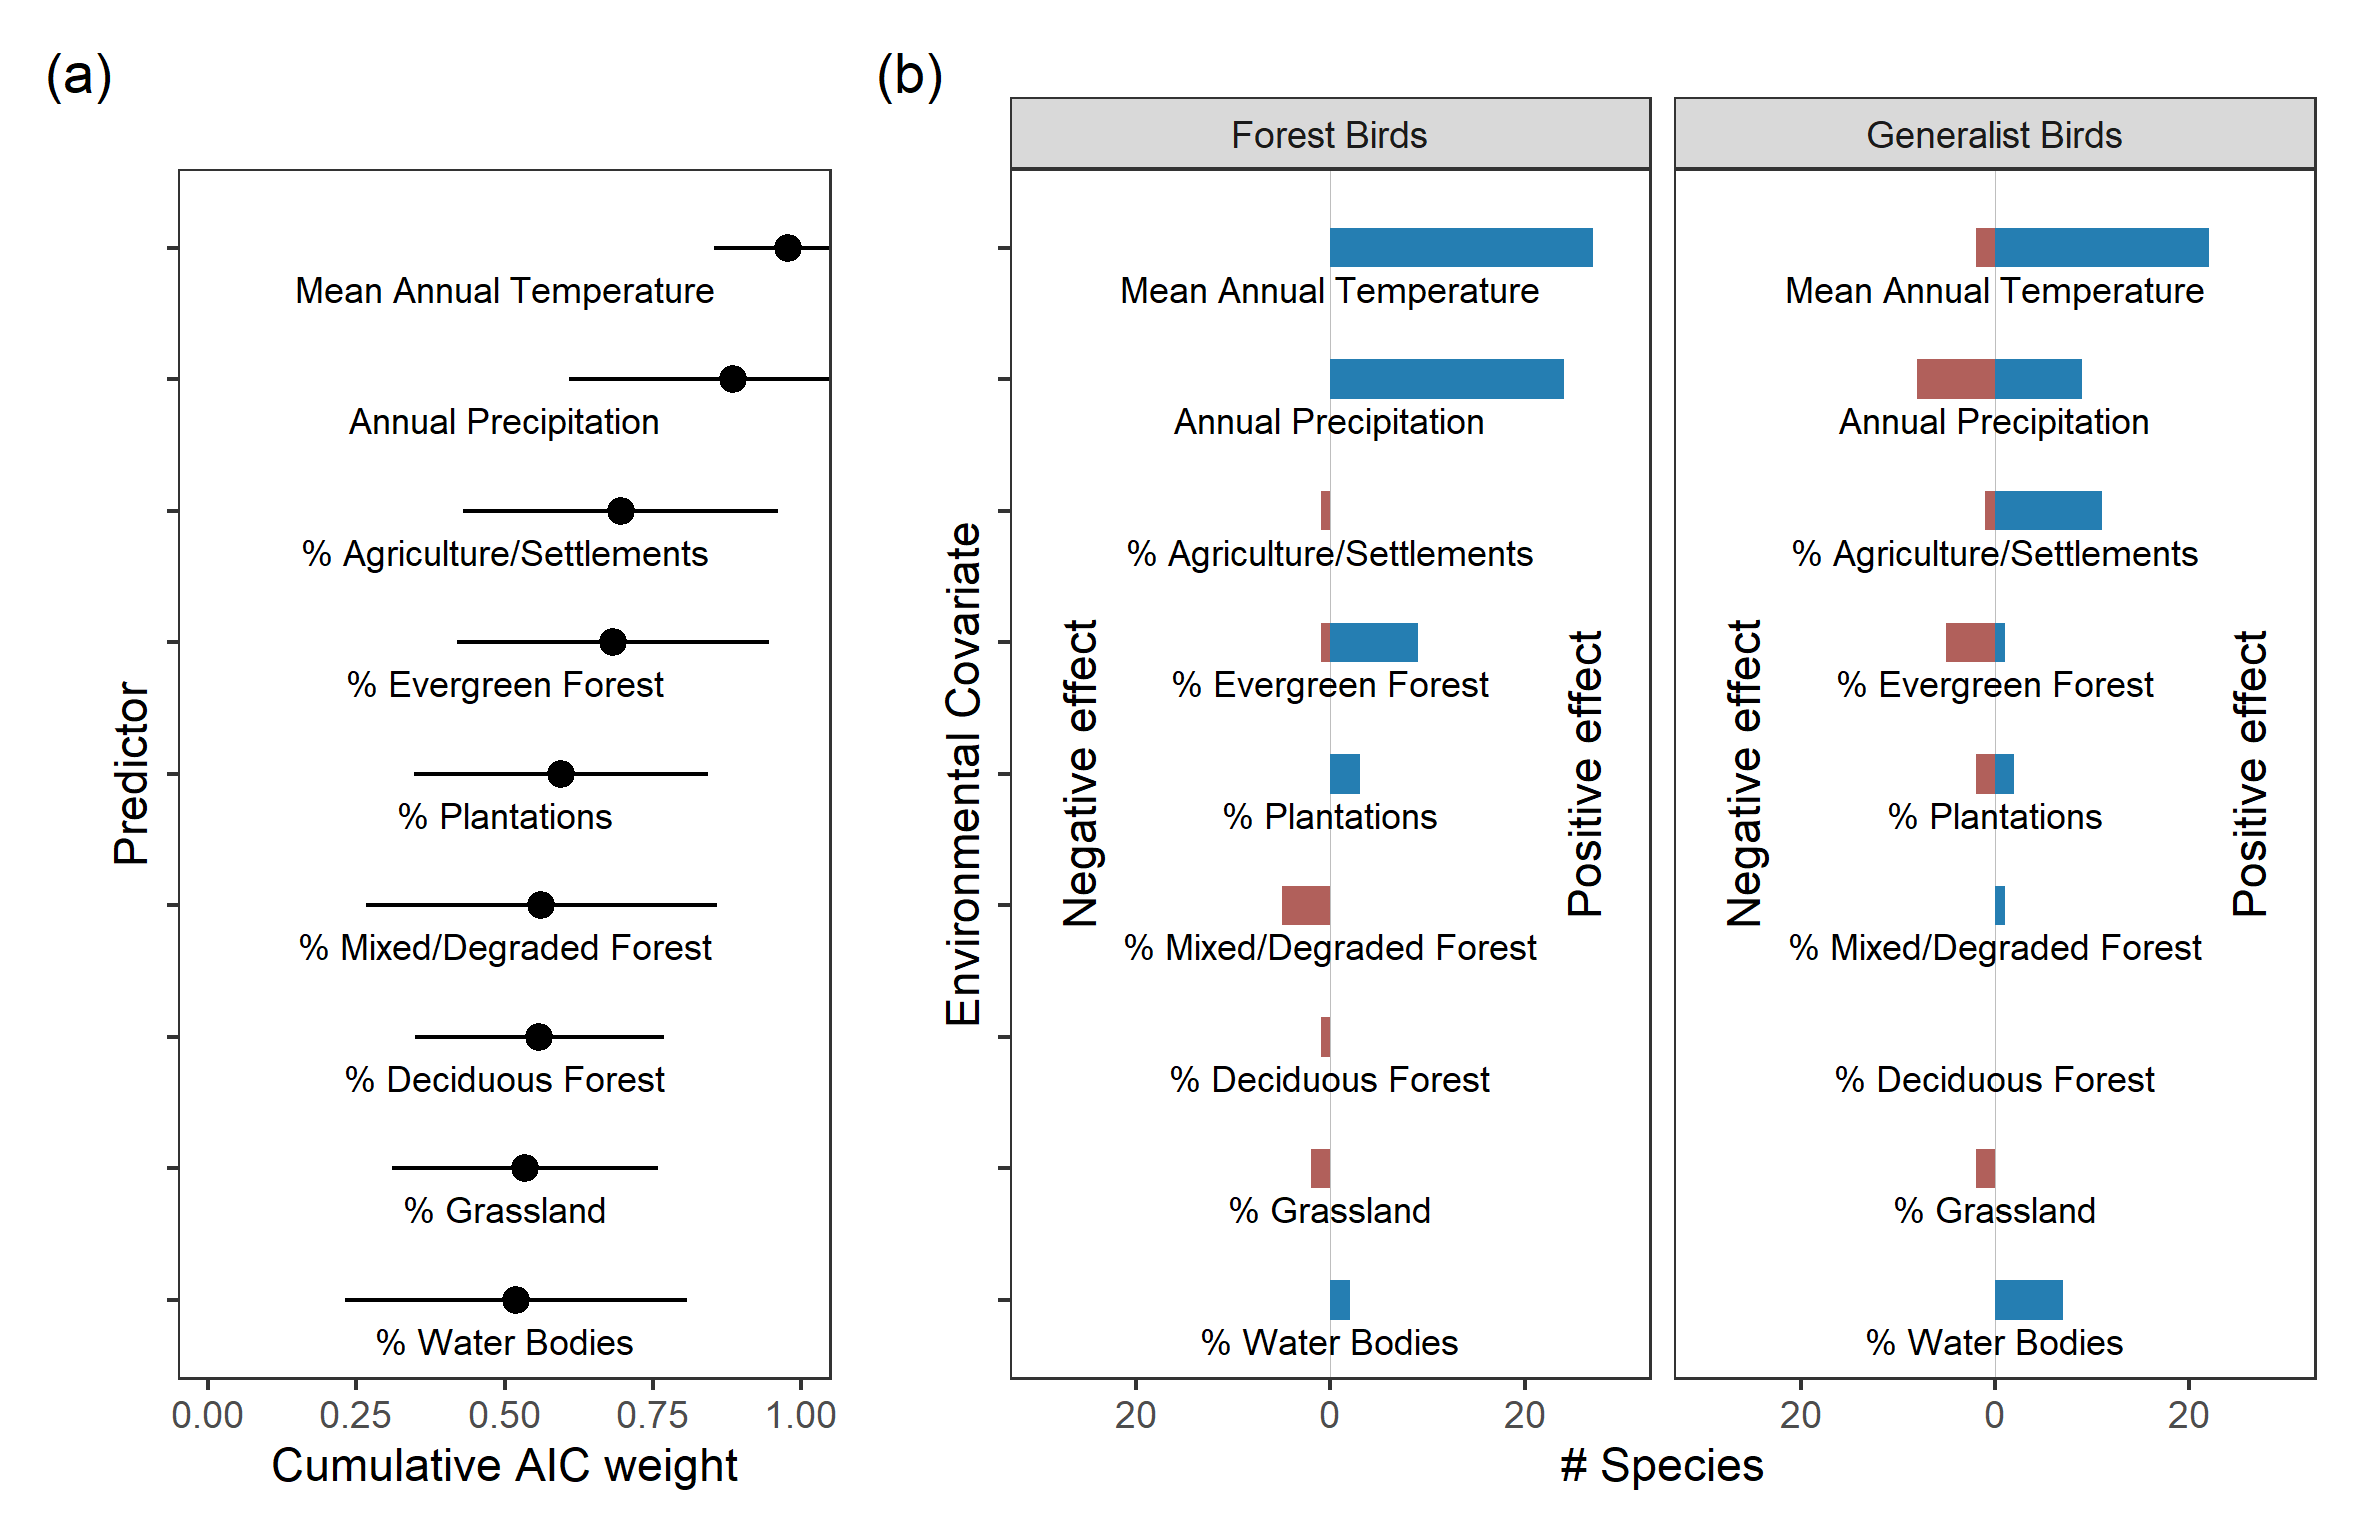 (a)
Mean Annual Temperature
Annual Precipitation
% Agriculture/Settlements
% Evergreen Forest
% Plantations
% Mixed/Degraded Forest
% Deciduous Forest
% Grassland
% Water Bodies
Predictor
0.00 0.25 0.50 0.75 1.00
Cumulative AIC weight
(b)
Forest Birds
Mean Annual Temperature
Annual Precipitation
% Agriculture/Settlements
% Evergreen Forest
% Plantations
% Mixed/Degraded Forest
% Deciduous Forest
% Grassland
% Water Bodies
Environmental Covariate
Negative effect
Positive effect
20 0 20
Generalist Birds
Mean Annual Temperature
Annual Precipitation
% Agriculture/Settlements
% Evergreen Forest
% Plantations
% Mixed/Degraded Forest
% Deciduous Forest
% Grassland
% Water Bodies
Negative effect
Positive effect
20 0 20
# Species